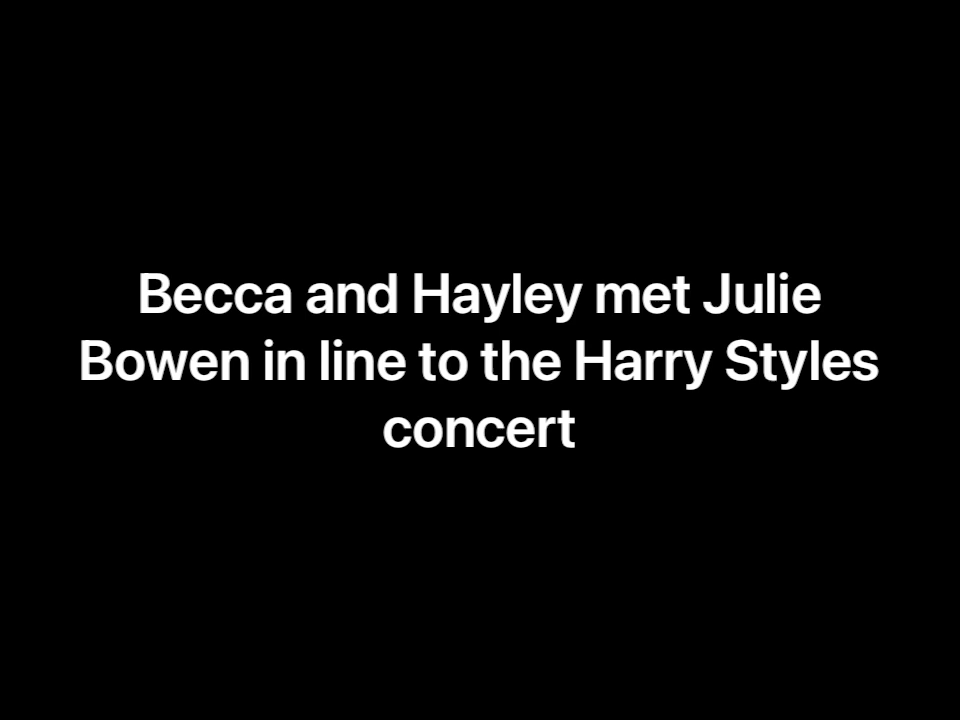 Becca and Hayley met Julie
Bowen in line to the Harry Styles
concert